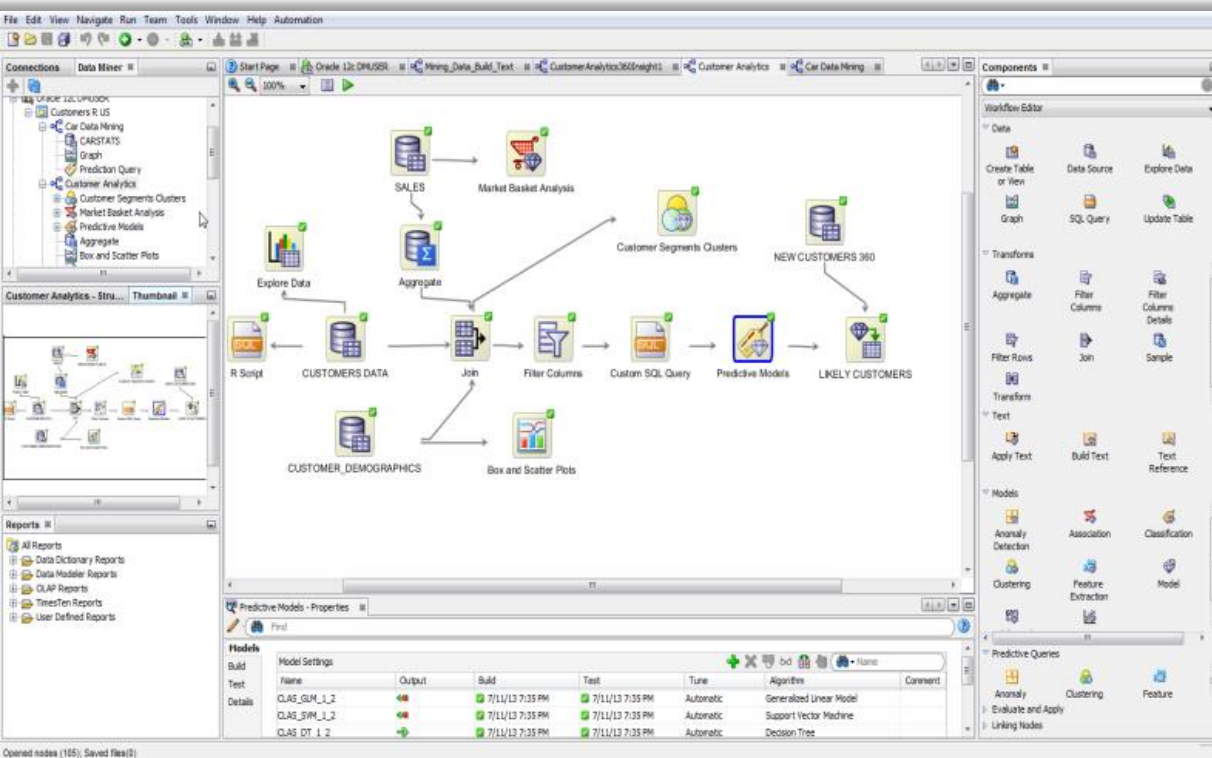 File Edit View Navigate Run Team Tools Window Help Automation
Connections Data Miner
Start Page Oracle 12c DMUSER Mining_Data_Build_Text CustomerAnalytics360Insight1 Customer Analytics Car Data Mining
Components
100%
Oracle 12c DMUSER
Customers R US
Car Data Mining
CARSTATS
Graph
Prediction Query
Customer Analytics
Customer Segments Clusters
Market Basket Analysis
Predictive Models
Aggregate
Box and Scatter Plots
Customer Analytics - Stru... Thumbnail
Reports
All Reports
Data Dictionary Reports
Data Modeler Reports
OLAP Reports
TimesTen Reports
User Defined Reports
SALES
Market Basket Analysis
Customer Segments Clusters
NEW CUSTOMERS 360
Explore Data
Aggregate
SQL
SQL
R Script
CUSTOMERS DATA
Join
Filter Columns
Custom SQL Query
Predictive Models
LIKELY CUSTOMERS
CUSTOMER_DEMOGRAPHICS
Box and Scatter Plots
Predictive Models - Properties
Find
Models
Build
Test
Details
Model Settings
Name
Name Output Build Test Tune Algorithm Comment
CLAS_GLM_1_2 7/11/13 7:35 PM 7/11/13 7:35 PM Automatic Generalized Linear Model
CLAS_SVM_1_2 7/11/13 7:35 PM 7/11/13 7:35 PM Automatic Support Vector Machine
CLAS_DT_1_2 7/11/13 7:35 PM 7/11/13 7:35 PM Automatic Decision Tree
Workflow Editor
Data
Create Table
or View
Data Source
Explore Data
Graph
SQL Query
Update Table
Transforms
Aggregate
Filter
Columns
Filter
Columns
Details
Filter Rows
Join
Sample
Transform
Text
Apply Text
Build Text
Text
Reference
Models
Anomaly
Detection
Association
Classification
Clustering
Feature
Extraction
Model
Predictive Queries
Anomaly
Clustering
Feature
Evaluate and Apply
Linking Nodes
Opened nodes (105); Saved files(0)